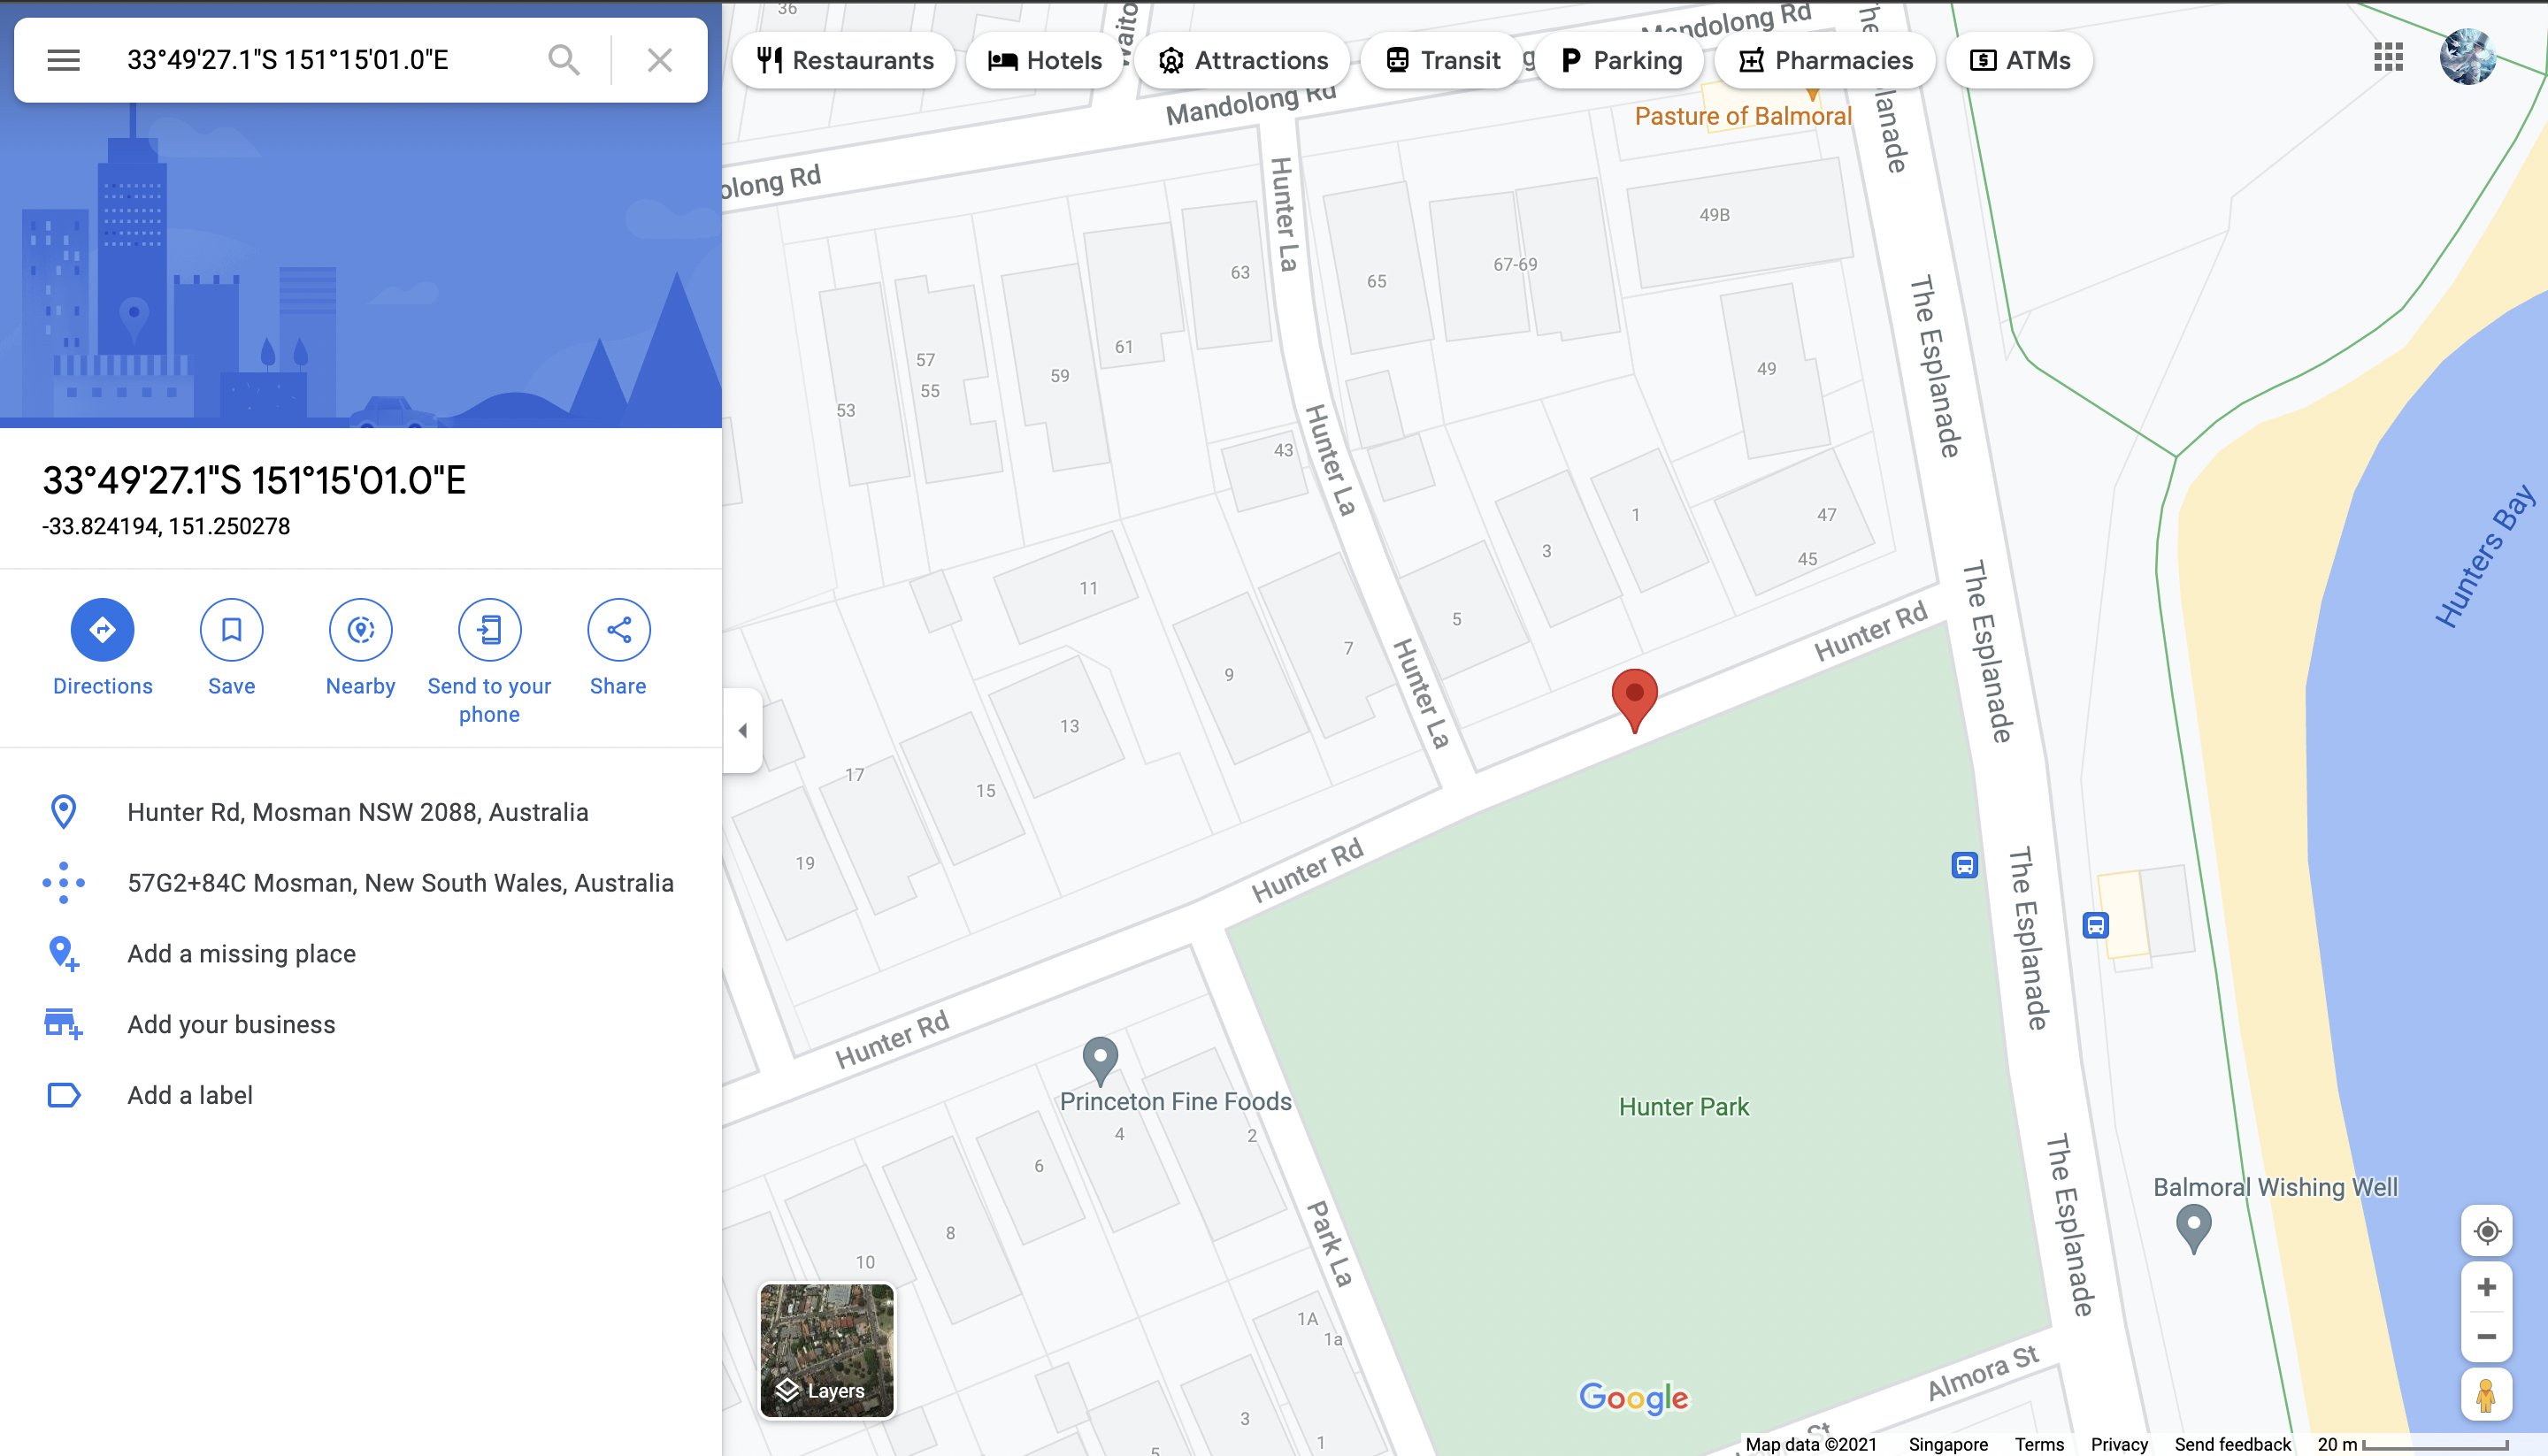 33°49'27.1"S 151°15'01.0"E
Restaurants
Hotels
Attractions
Transit
Parking
Pharmacies
ATMs
33°49'27.1"S 151°15'01.0"E
-33.824194, 151.250278
Directions
Save
Nearby
Send to your
phone
Share
Hunter Rd, Mosman NSW 2088, Australia
57G2+84C Mosman, New South Wales, Australia
Add a missing place
Add your business
Add a label
36
Mandolong Rd
Mandolong Rd
olong Rd
Pasture of Balmoral
Hunter La
Hunter La
Hunter La
The Esplanade
The Esplanade
The Esplanade
The Esplanade
lanade
49B
63
65
67-69
61
57
55
59
53
49
43
47
45
1
3
5
11
7
9
13
17
15
19
Hunter Rd
Hunter Rd
Hunter Rd
Hunters Bay
Princeton Fine Foods
4
2
6
8
10
Hunter Park
Park La
Balmoral Wishing Well
1A
1a
3
1
5
Almora St
St
Layers
Google
Map data ©2021
Singapore
Terms
Privacy
Send feedback
20 m